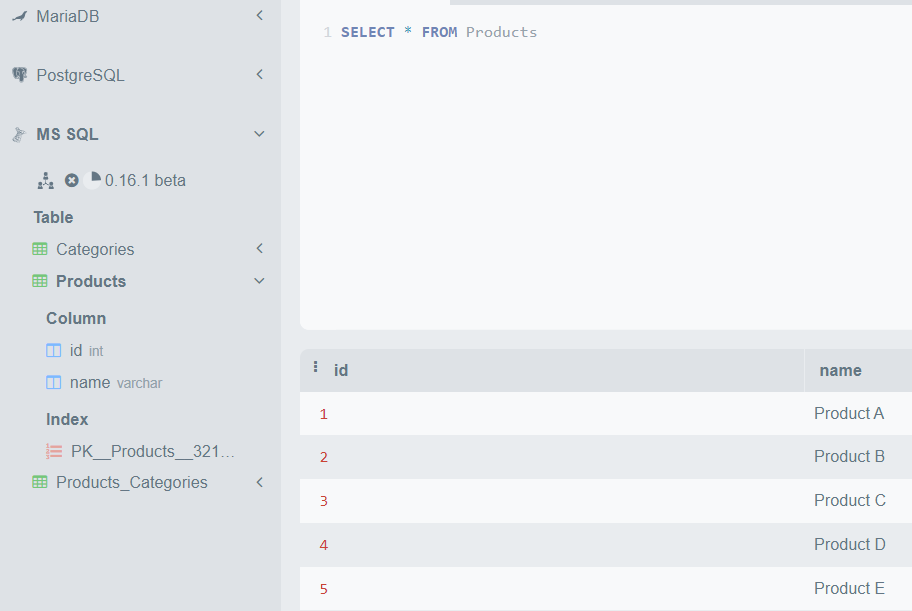 MariaDB
PostgreSQL
MS SQL
0.16.1 beta
Table
Categories
Products
Column
id int
name varchar
Index
PK__Products__321...
Products_Categories
1 SELECT * FROM Products
id name
1 Product A
2 Product B
3 Product C
4 Product D
5 Product E